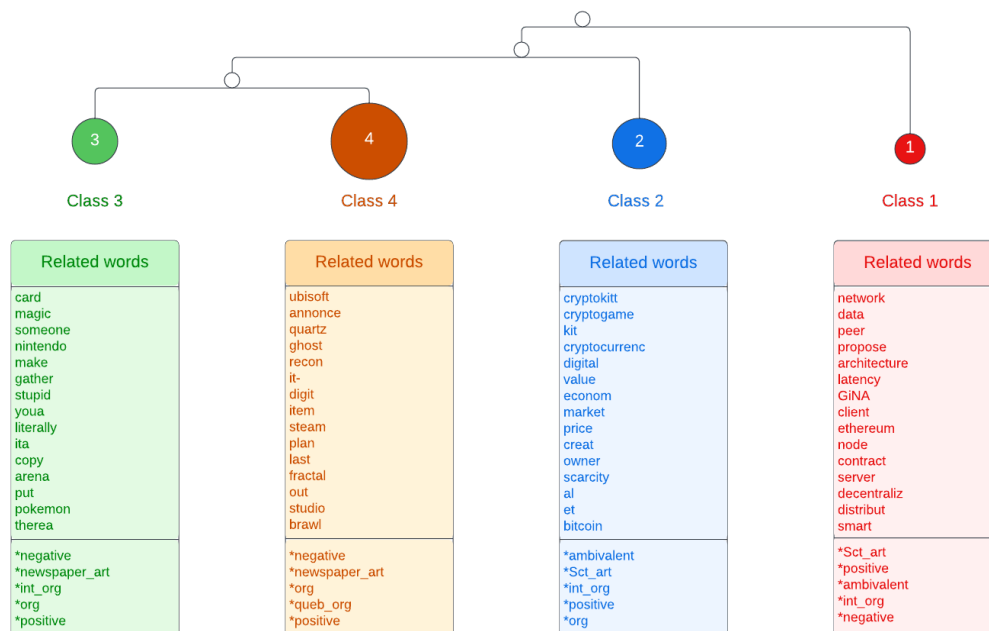 3
4
2
1
Class 3
Class 4
Class 2
Class 1
Related words
card
magic
someone
nintendo
make
gather
stupid
youa
literally
ita
copy
arena
put
pokemon
therea
*negative
*newspaper_art
*int_org
*org
*positive
Related words
ubisoft
annonce
quartz
ghost
recon
it-
digit
item
steam
plan
last
fractal
out
studio
brawl
*negative
*newspaper_art
*org
*queb_org
*positive
Related words
cryptokitt
cryptogame
kit
cryptocurrenc
digital
value
econom
market
price
creat
owner
scarcity
al
et
bitcoin
*ambivalent
*Sct_art
*int_org
*positive
*org
Related words
network
data
peer
propose
architecture
latency
GiNA
client
ethereum
node
contract
server
decentraliz
distribut
smart
*Sct_art
*positive
*ambivalent
*int_org
*negative